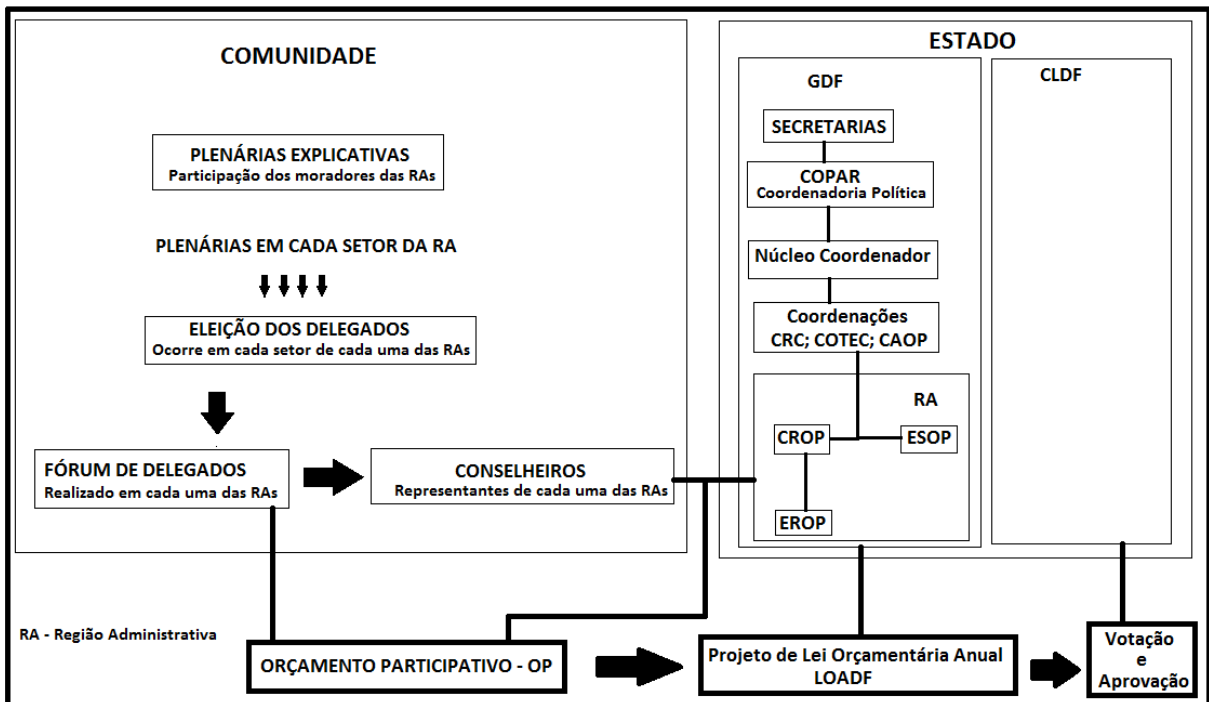 COMUNIDADE
PLENÁRIAS EXPLICATIVAS
Participação dos moradores das RAs
PLENÁRIAS EM CADA SETOR DA RA
ELEIÇÃO DOS DELEGADOS
Ocorre em cada setor de cada uma das RAs
FÓRUM DE DELEGADOS
Realizado em cada uma das RAs
CONSELHEIROS
Representantes de cada uma das RAs
ESTADO
GDF
SECRETARIAS
COPAR
Coordenadoria Política
Núcleo Coordenador
Coordenações
CRC; COTEC; CAOP
RA
CROP
ESOP
EROP
CLDF
RA - Região Administrativa
ORÇAMENTO PARTICIPATIVO - OP
Projeto de Lei Orçamentária Anual
LOADF
Votação
e
Aprovação